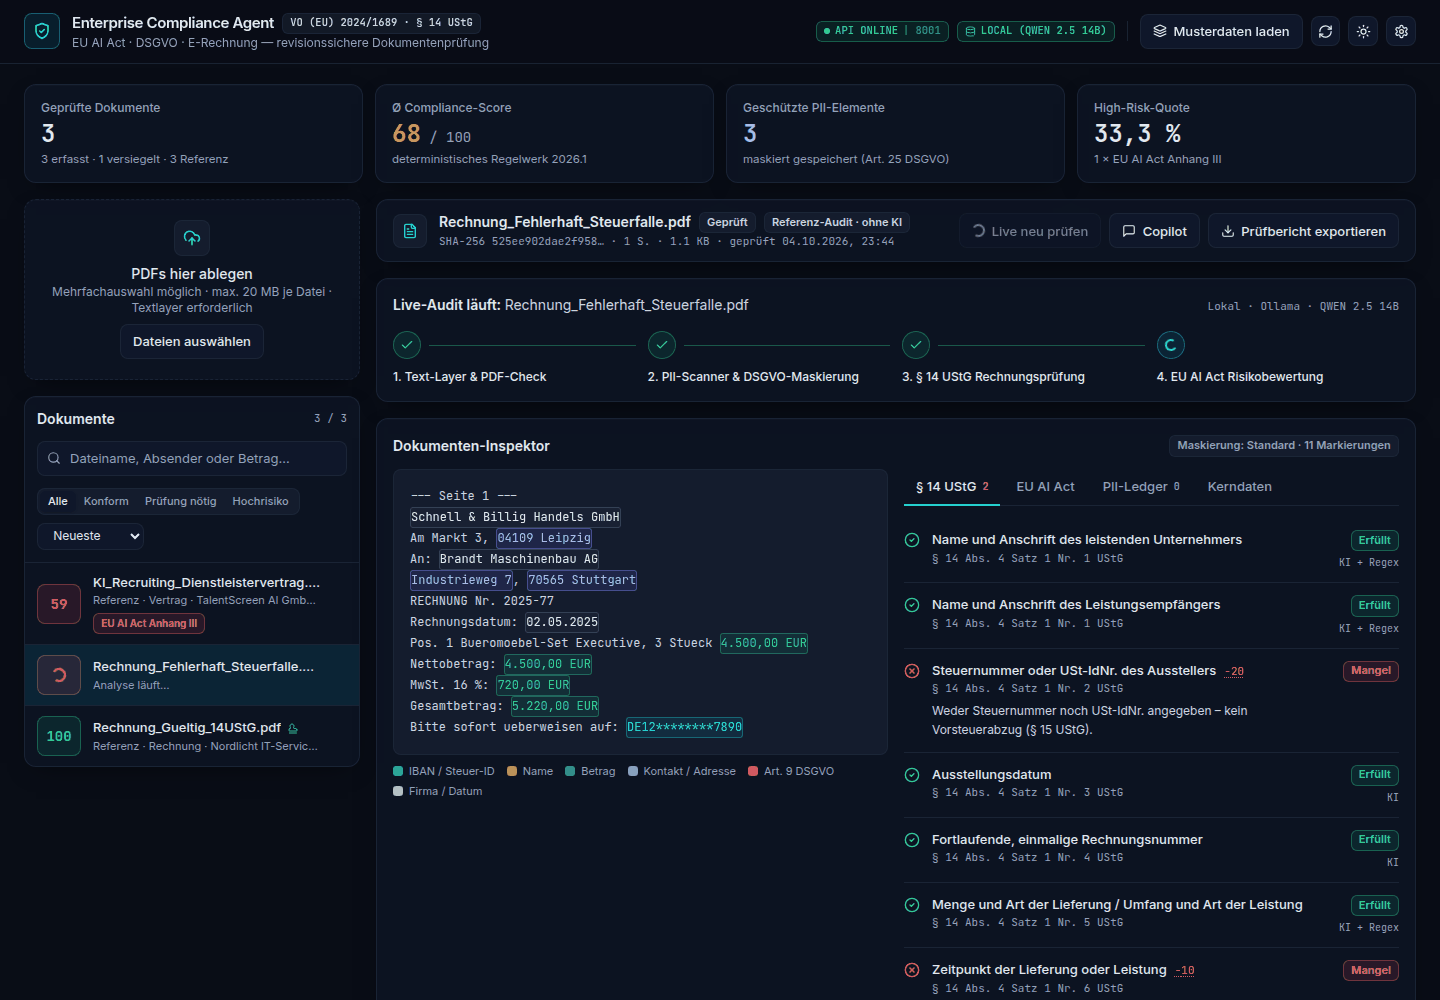 Enterprise Compliance Agent VO (EU) 2024/1689 · § 14 UStG
EU AI Act · DSGVO · E-Rechnung — revisionssichere Dokumentenprüfung
API ONLINE | 8001
LOCAL (QWEN 2.5 14B)
Musterdaten laden
Geprüfte Dokumente
3
3 erfasst · 1 versiegelt · 3 Referenz
Ø Compliance-Score
68 / 100
deterministisches Regelwerk 2026.1
Geschützte PII-Elemente
3
maskiert gespeichert (Art. 25 DSGVO)
High-Risk-Quote
33,3 %
1 × EU AI Act Anhang III
PDFs hier ablegen
Mehrfachauswahl möglich · max. 20 MB je Datei ·
Textlayer erforderlich
Dateien auswählen
Dokumente 3 / 3
Dateiname, Absender oder Betrag...
Alle Konform Prüfung nötig Hochrisiko
Neueste
59
KI_Recruiting_Dienstleistervertrag....
Referenz · Vertrag · TalentScreen AI Gmb...
EU AI Act Anhang III
Rechnung_Fehlerhaft_Steuerfalle....
Analyse läuft...
100
Rechnung_Gueltig_14UStG.pdf
Referenz · Rechnung · Nordlicht IT-Servic...
Rechnung_Fehlerhaft_Steuerfalle.pdf Geprüft Referenz-Audit · ohne KI
SHA-256 525ee902dae2f958… · 1 S. · 1.1 KB · geprüft 04.10.2026, 23:44
Live neu prüfen
Copilot
Prüfbericht exportieren
Live-Audit läuft: Rechnung_Fehlerhaft_Steuerfalle.pdf
Lokal · Ollama · QWEN 2.5 14B
1. Text-Layer & PDF-Check
2. PII-Scanner & DSGVO-Maskierung
3. § 14 UStG Rechnungsprüfung
4. EU AI Act Risikobewertung
Dokumenten-Inspektor
Maskierung: Standard · 11 Markierungen
--- Seite 1 ---
Schnell & Billig Handels GmbH
Am Markt 3, 04109 Leipzig
An: Brandt Maschinenbau AG
Industrieweg 7, 70565 Stuttgart
RECHNUNG Nr. 2025-77
Rechnungsdatum: 02.05.2025
Pos. 1 Bueromoebel-Set Executive, 3 Stueck 4.500,00 EUR
Nettobetrag: 4.500,00 EUR
MwSt. 16 %: 720,00 EUR
Gesamtbetrag: 5.220,00 EUR
Bitte sofort ueberweisen auf: DE12********7890
IBAN / Steuer-ID Name Betrag Kontakt / Adresse Art. 9 DSGVO
Firma / Datum
§ 14 UStG 2 EU AI Act PII-Ledger 0 Kerndaten
Name und Anschrift des leistenden Unternehmers Erfüllt
§ 14 Abs. 4 Satz 1 Nr. 1 UStG KI + Regex
Name und Anschrift des Leistungsempfängers Erfüllt
§ 14 Abs. 4 Satz 1 Nr. 1 UStG KI + Regex
Steuernummer oder USt-IdNr. des Ausstellers -20 Mangel
§ 14 Abs. 4 Satz 1 Nr. 2 UStG
Weder Steuernummer noch USt-IdNr. angegeben – kein
Vorsteuerabzug (§ 15 UStG).
Ausstellungsdatum Erfüllt
§ 14 Abs. 4 Satz 1 Nr. 3 UStG KI
Fortlaufende, einmalige Rechnungsnummer Erfüllt
§ 14 Abs. 4 Satz 1 Nr. 4 UStG KI
Menge und Art der Lieferung / Umfang und Art der Leistung Erfüllt
§ 14 Abs. 4 Satz 1 Nr. 5 UStG KI + Regex
Zeitpunkt der Lieferung oder Leistung -10 Mangel
§ 14 Abs. 4 Satz 1 Nr. 6 UStG